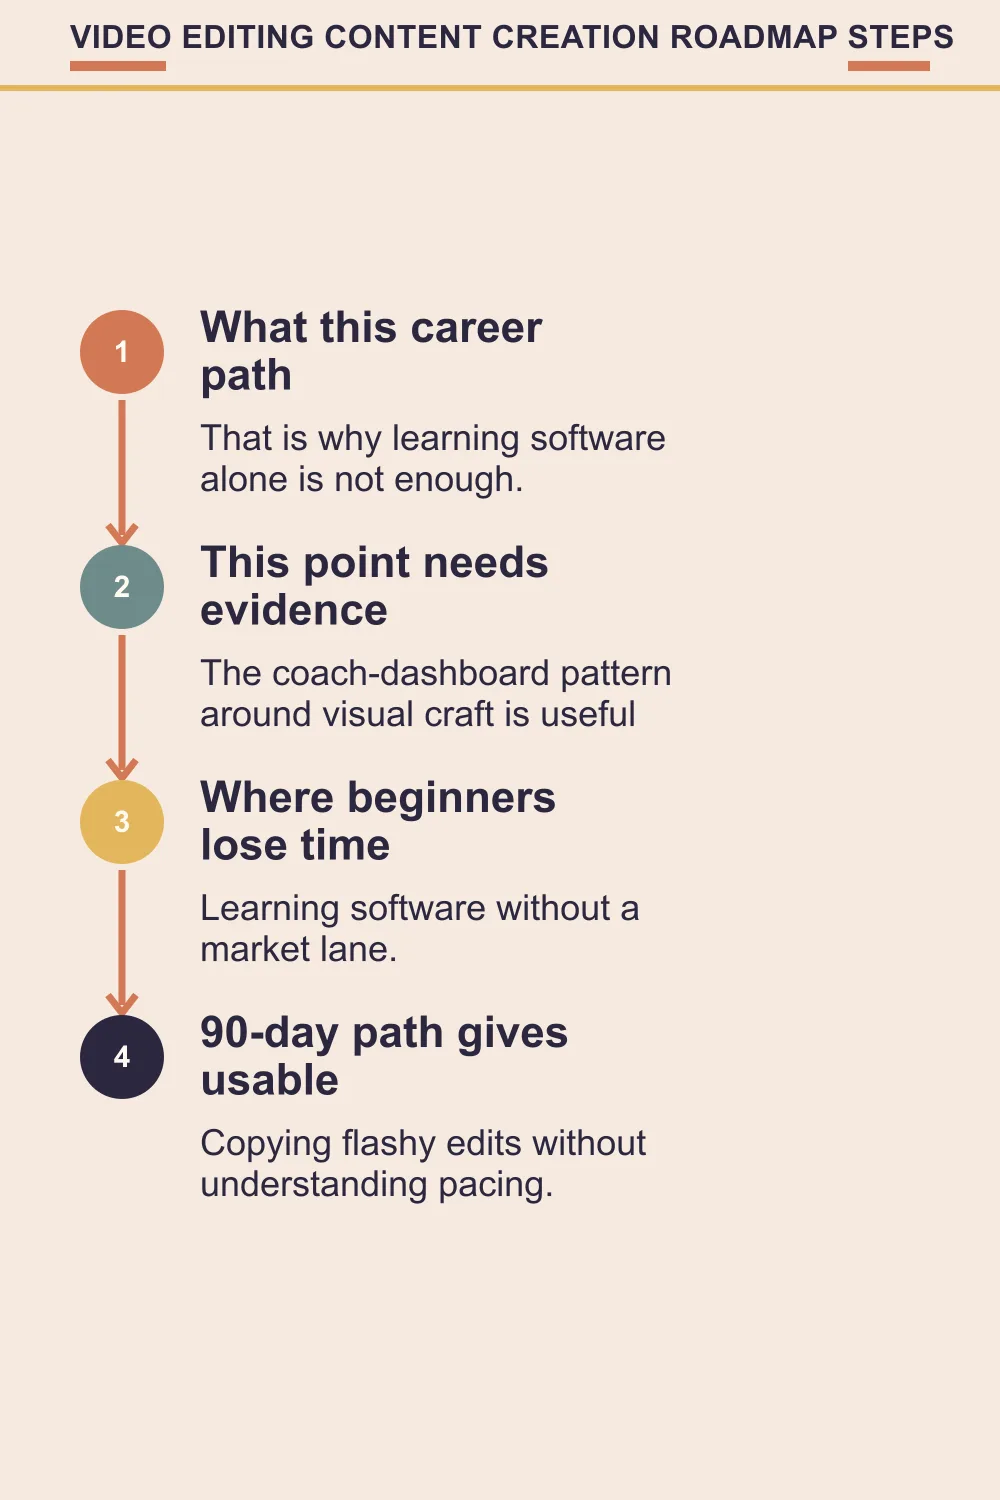 VIDEO EDITING CONTENT CREATION ROADMAP STEPS
1
What this career
path
That is why learning software
alone is not enough.
2
This point needs
evidence
The coach-dashboard pattern
around visual craft is useful
3
Where beginners
lose time
Learning software without a
market lane.
4
90-day path gives
usable
Copying flashy edits without
understanding pacing.